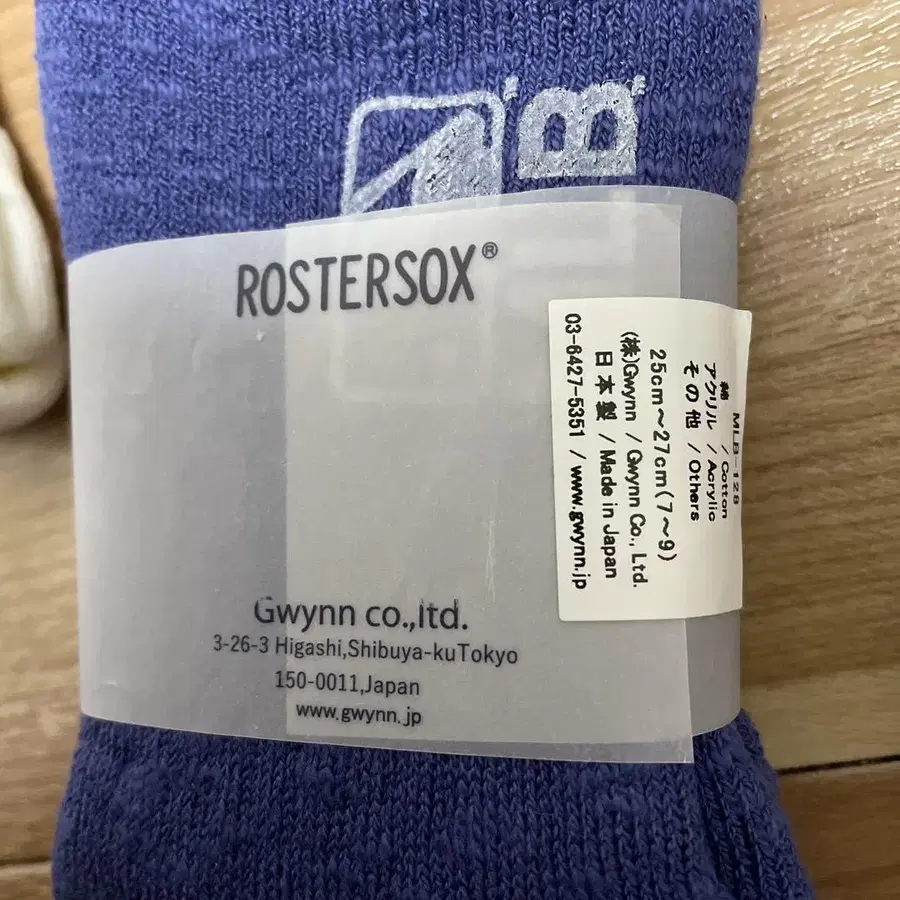 B
ROSTERSOX®
Gwynn co.,ltd.
3-26-3 Higashi,Shibuya-kuTokyo
150-0011,Japan
www.gwynn.jp
MLB-128
綿 / Cotton
アクリル / Acrylic
その他 / Others
25cm～27cm(7～9)
(株)Gwynn / Gwynn Co., Ltd.
日本製 / Made in Japan
03-6427-5351 / www.gwynn.jp